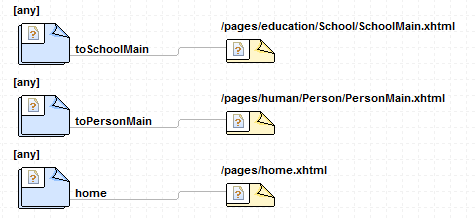 [any]
/pages/education/School/SchoolMain.xhtml
toSchoolMain
[any]
/pages/human/Person/PersonMain.xhtml
toPersonMain
[any]
/pages/home.xhtml
home